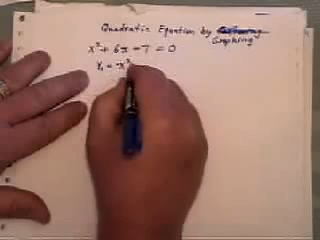 Quadratic Equation by
Graphing
x² + 6x - 7 = 0
Y₁ = x²